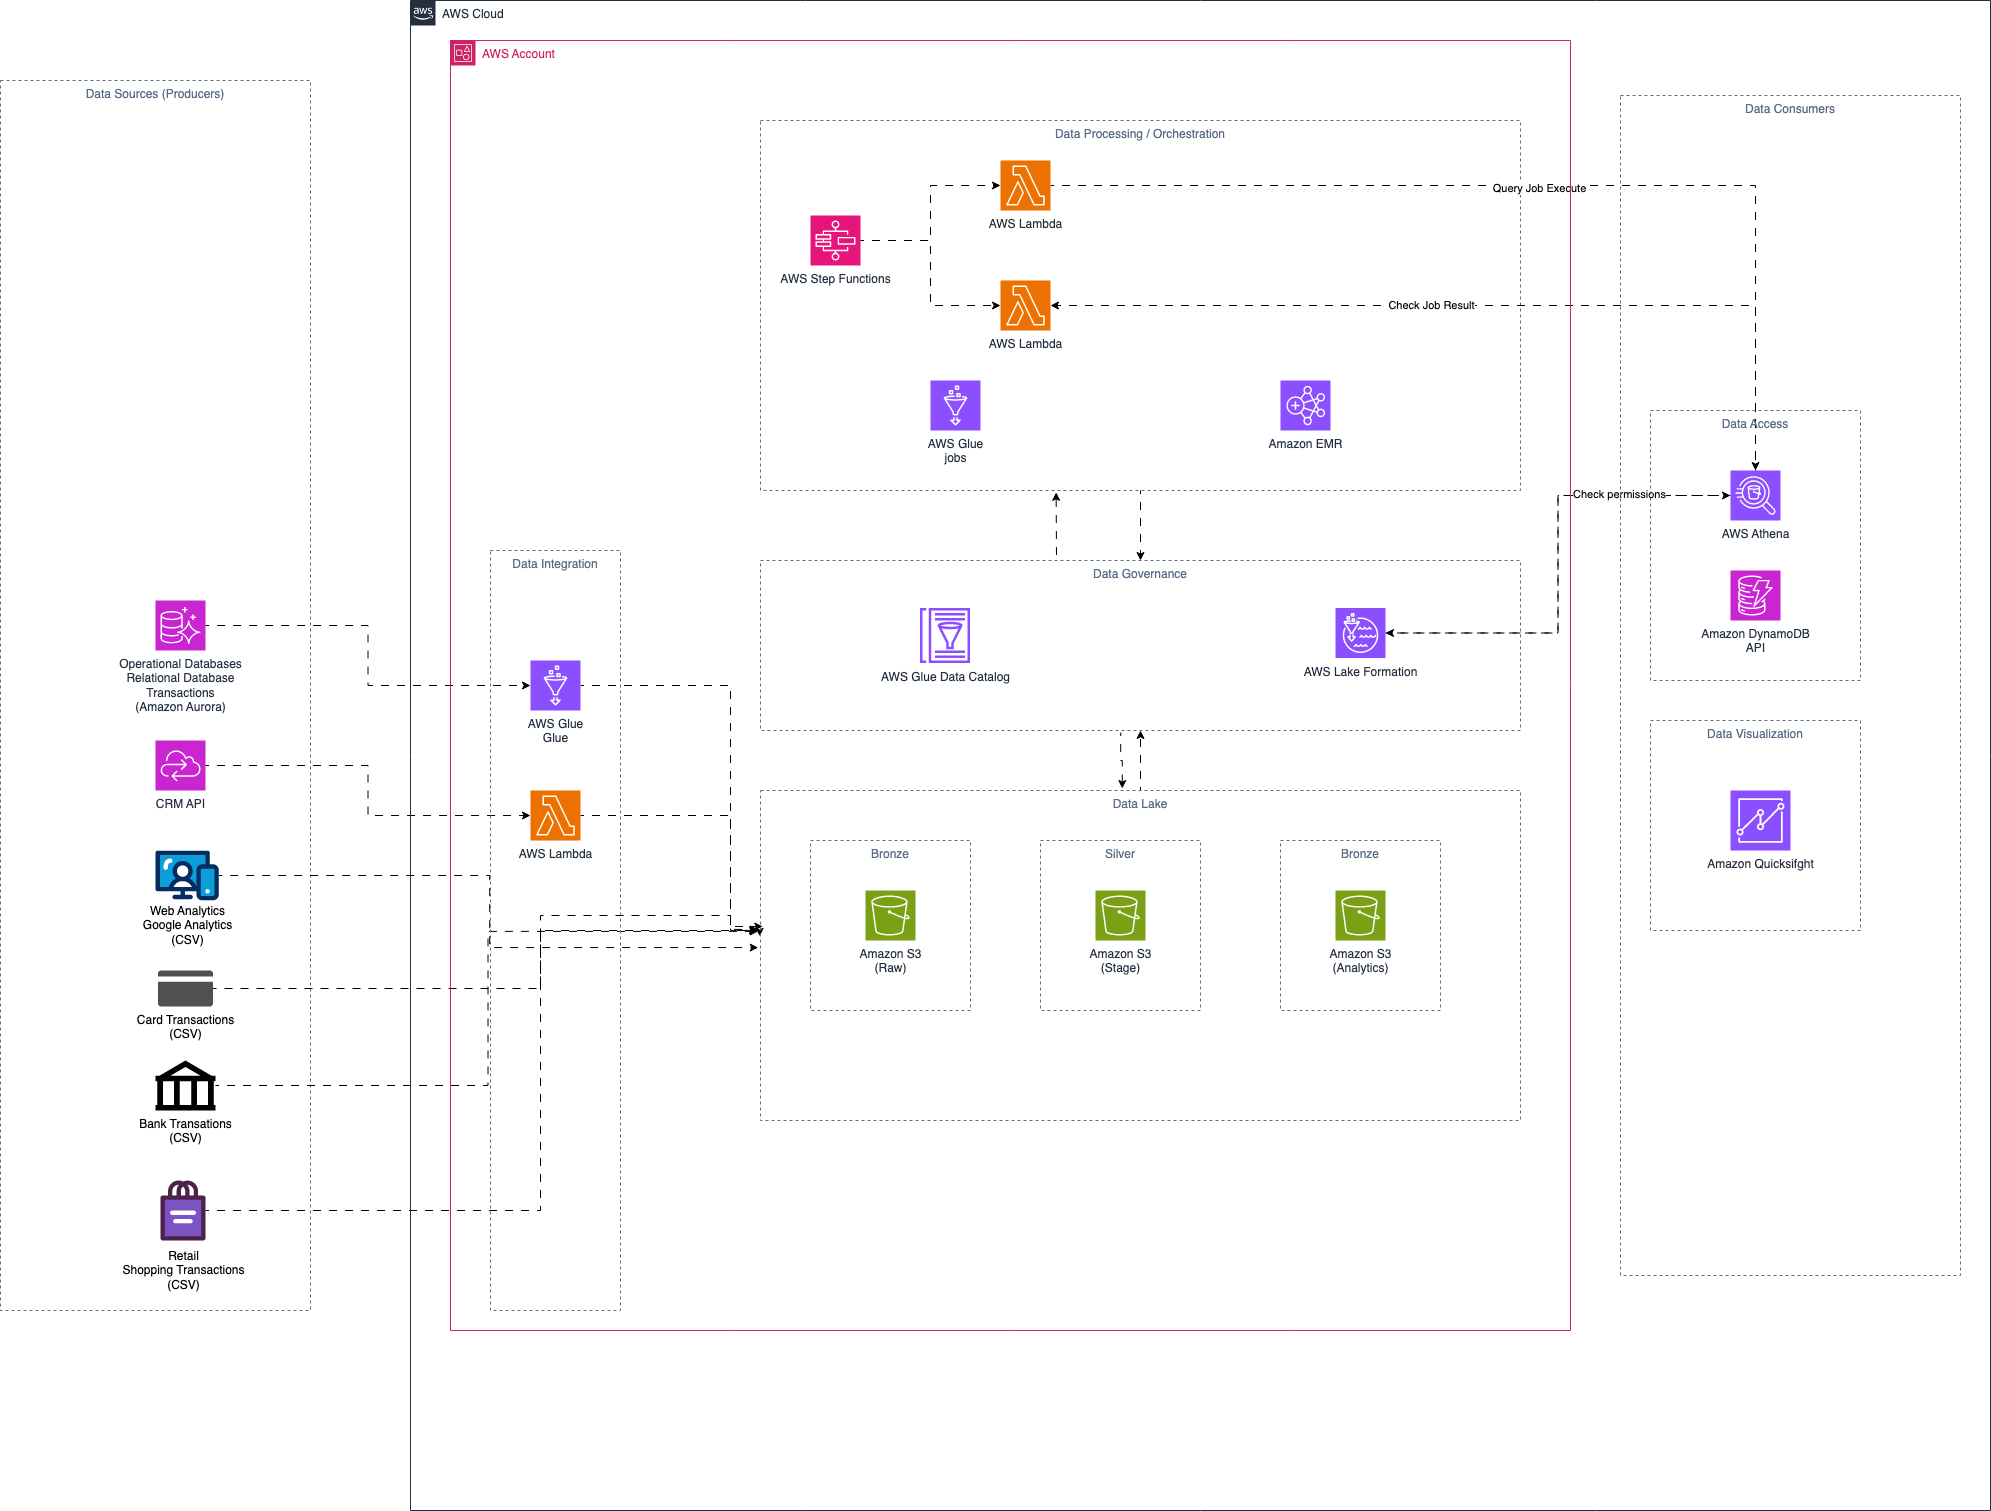 aws
AWS Cloud
AWS Account
Data Sources (Producers)
Operational Databases
Relational Database
Transactions
(Amazon Aurora)
CRM API
Web Analytics
Google Analytics
(CSV)
Card Transactions
(CSV)
Bank Transations
(CSV)
Retail
Shopping Transactions
(CSV)
Data Integration
AWS Glue
Glue
AWS Lambda
Data Processing / Orchestration
AWS Step Functions
AWS Lambda
AWS Lambda
Query Job Execute
Check Job Result
AWS Glue
jobs
Amazon EMR
Data Governance
AWS Glue Data Catalog
AWS Lake Formation
Check permissions
Data Lake
Bronze
Amazon S3
(Raw)
Silver
Amazon S3
(Stage)
Bronze
Amazon S3
(Analytics)
Data Consumers
Data Access
AWS Athena
Amazon DynamoDB
API
Data Visualization
Amazon Quicksifght